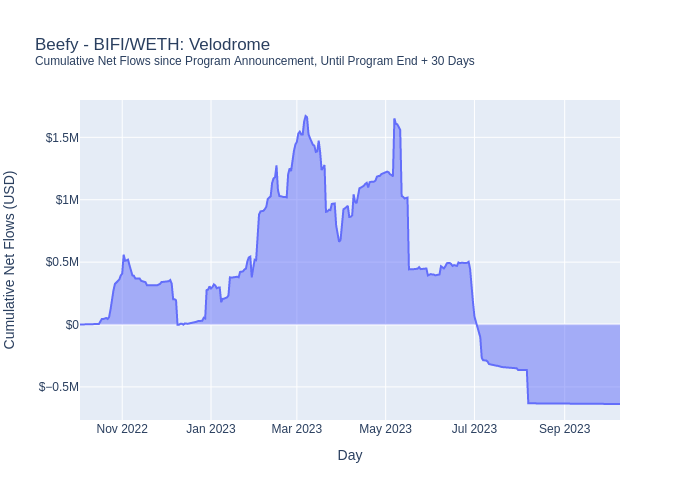 Beefy - BIFI/WETH: Velodrome
Cumulative Net Flows since Program Announcement, Until Program End + 30 Days
Cumulative Net Flows (USD)
$1.5M
$1M
$0.5M
$0
$−0.5M
Nov 2022 Jan 2023 Mar 2023 May 2023 Jul 2023 Sep 2023
Day